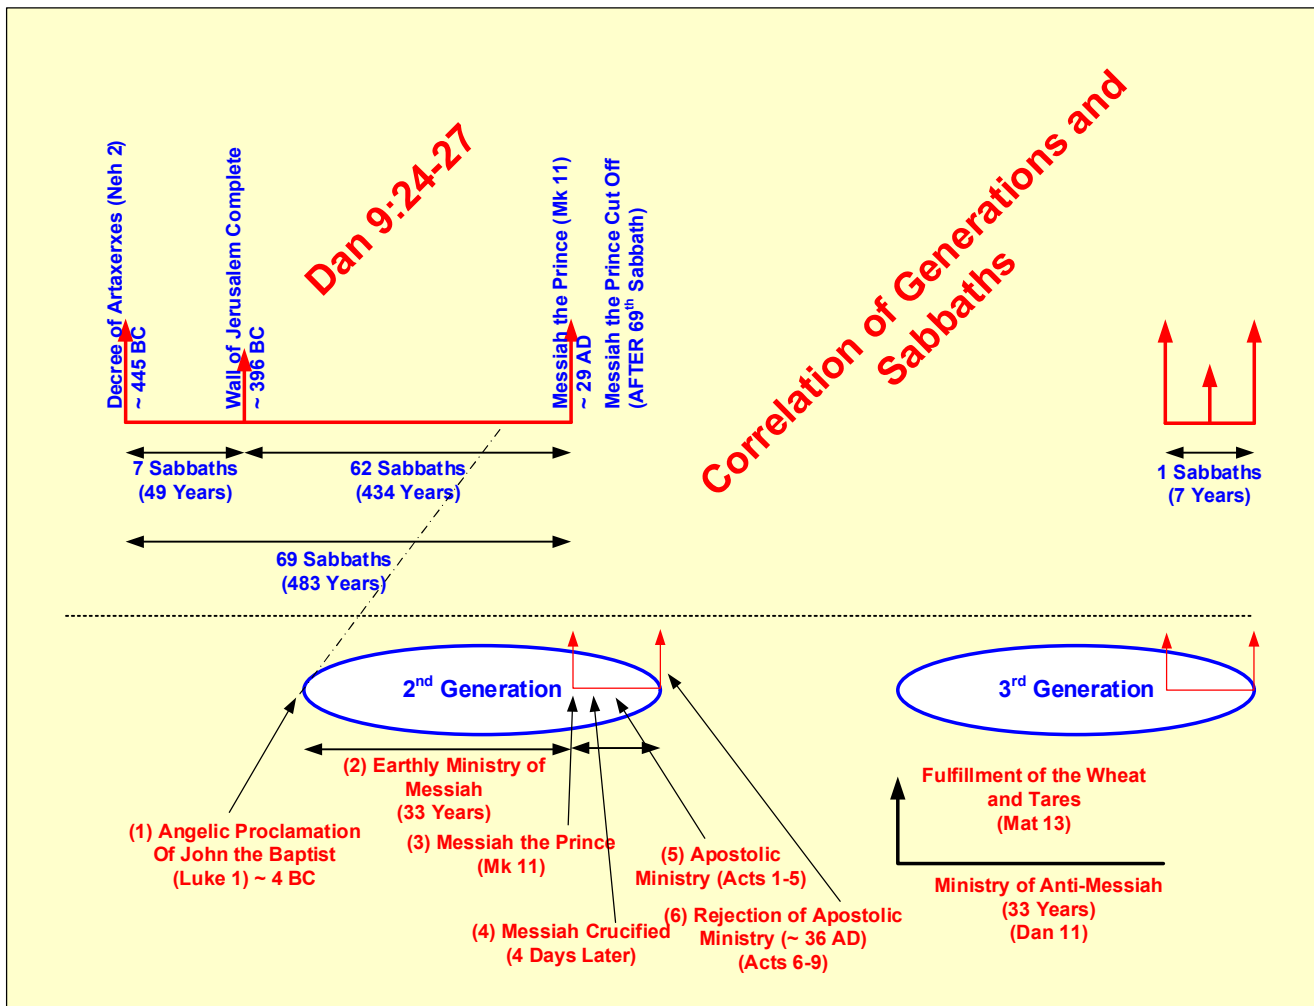 Decree of Artaxerxes (Neh 2)
~ 445 BC
Wall of Jerusalem Complete
~ 396 BC
Dan 9:24-27
Messiah the Prince (Mk 11)
~ 29 AD
Messiah the Prince Cut Off
(AFTER 69th Sabbath)
Correlation of Generations and
Sabbaths
7 Sabbaths
(49 Years)
62 Sabbaths
(434 Years)
1 Sabbaths
(7 Years)
69 Sabbaths
(483 Years)
2nd Generation
3rd Generation
(2) Earthly Ministry of
Messiah
(33 Years)
(1) Angelic Proclamation
Of John the Baptist
(Luke 1) ~ 4 BC
(3) Messiah the Prince
(Mk 11)
(4) Messiah Crucified
(4 Days Later)
(5) Apostolic
Ministry (Acts 1-5)
(6) Rejection of Apostolic
Ministry (~ 36 AD)
(Acts 6-9)
Fulfillment of the Wheat
and Tares
(Mat 13)
Ministry of Anti-Messiah
(33 Years)
(Dan 11)